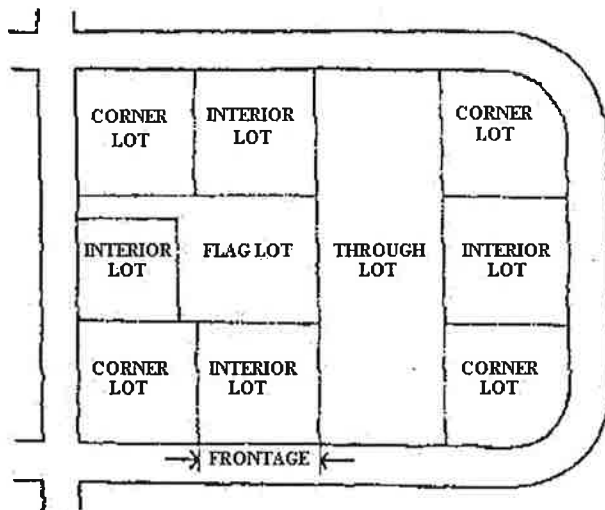 CORNER
LOT
INTERIOR
LOT
CORNER
LOT
INTERIOR
LOT
FLAG LOT
THROUGH
LOT
INTERIOR
LOT
CORNER
LOT
INTERIOR
LOT
CORNER
LOT
FRONTAGE